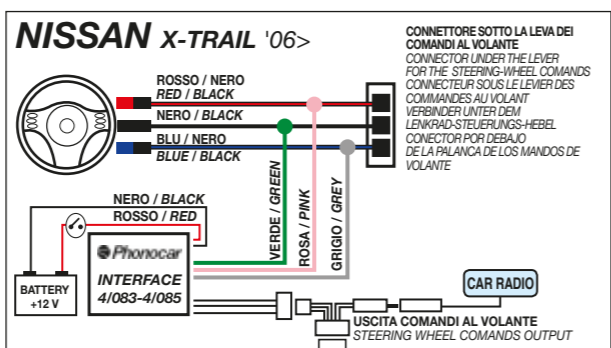 NISSAN X-TRAIL '06>
CONNETTORE SOTTO LA LEVA DEI
COMANDI AL VOLANTE
CONNECTOR UNDER THE LEVER
FOR THE STEERING-WHEEL COMANDS
CONNECTEUR SOUS LE LEVIER DES
COMMANDES AU VOLANT
VERBINDER UNTER DEM
LENKRAD-STEUERUNGS-HEBEL
CONECTOR POR DEBAJO
DE LA PALANCA DE LOS MANDOS DE
VOLANTE
ROSSO / NERO
RED / BLACK
NERO / BLACK
BLU / NERO
BLUE / BLACK
VERDE / GREEN
ROSA / PINK
GRIGIO / GREY
NERO / BLACK
ROSSO / RED
Phonocar
INTERFACE
4/083-4/085
BATTERY
+12 V
CAR RADIO
USCITA COMANDI AL VOLANTE
STEERING WHEEL COMANDS OUTPUT